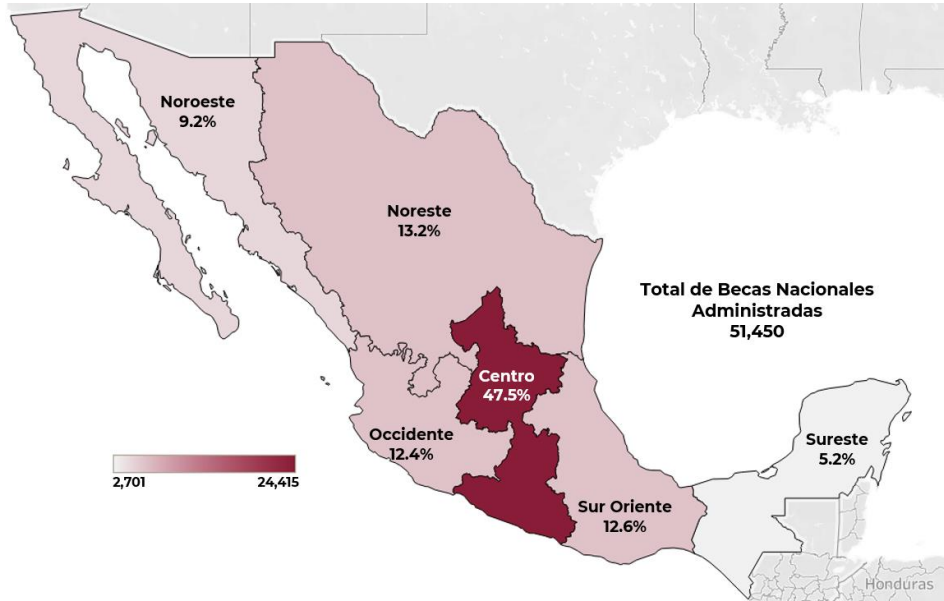 Noroeste
9.2%
Noreste
13.2%
Total de Becas Nacionales
Administradas
51,450
Centro
47.5%
Occidente
12.4%
Sureste
5.2%
2,701
24,415
Sur Oriente
12.6%
Honduras